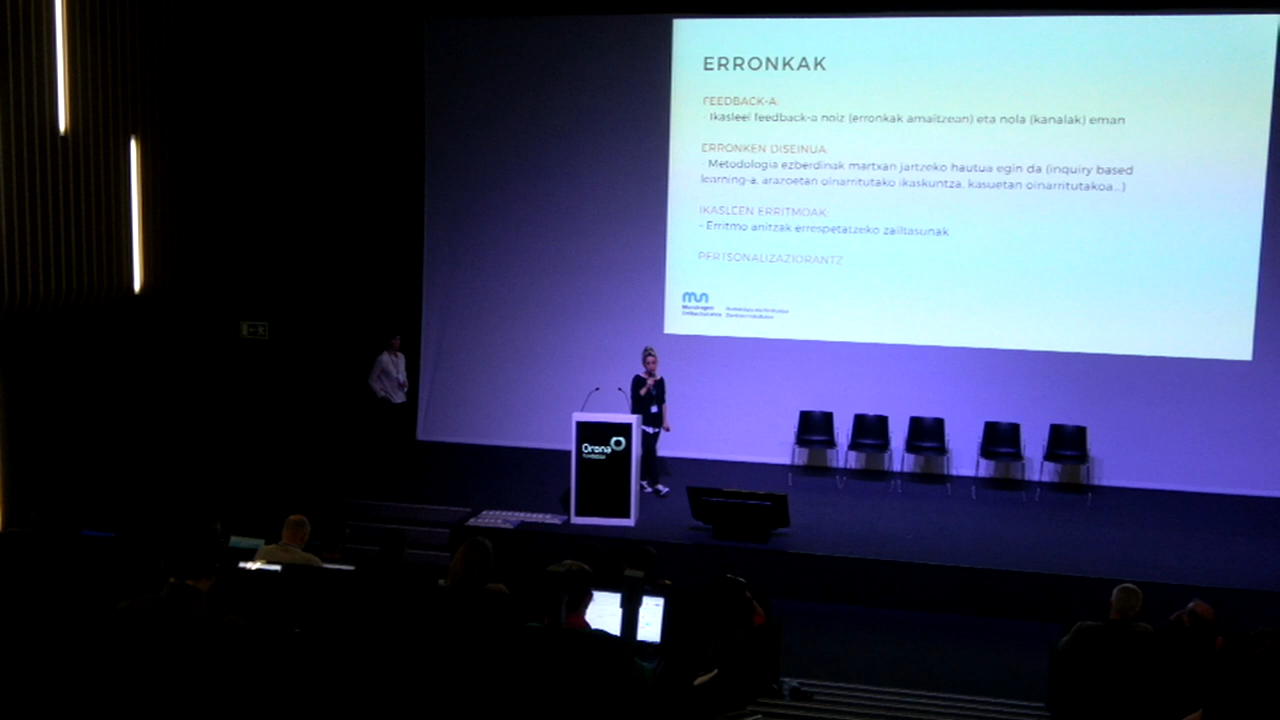 ERRONKAK
FEEDBACK-A:
- Ikasleei feedback-a noiz (erronkak amaitzean) eta nola (kanalak) eman
ERRONKEN DISEINUA:
- Metodologia ezberdinak martxan jartzeko hautua egin da (inquiry based
learning-a, arazoetan oinarritutako ikaskuntza, kasuetan oinarritutakoa...)
IKASLEEN ERRITMOAK:
- Erritmo anitzak errespetatzeko zailtasunak
PERTSONALIZAZIORANTZ
Mondragon
Unibertsitatea
Orona